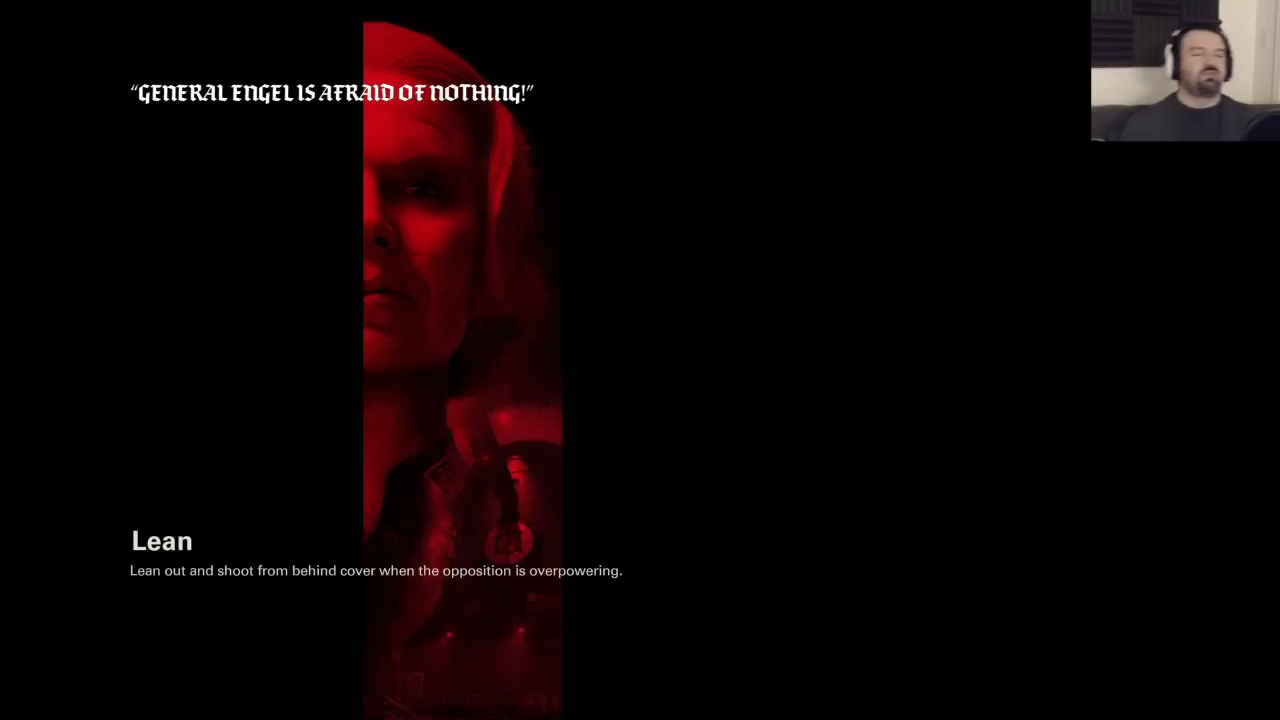 “GENERAL ENGEL IS AFRAID OF NOTHING!”
Lean
Lean out and shoot from behind cover when the opposition is overpowering.